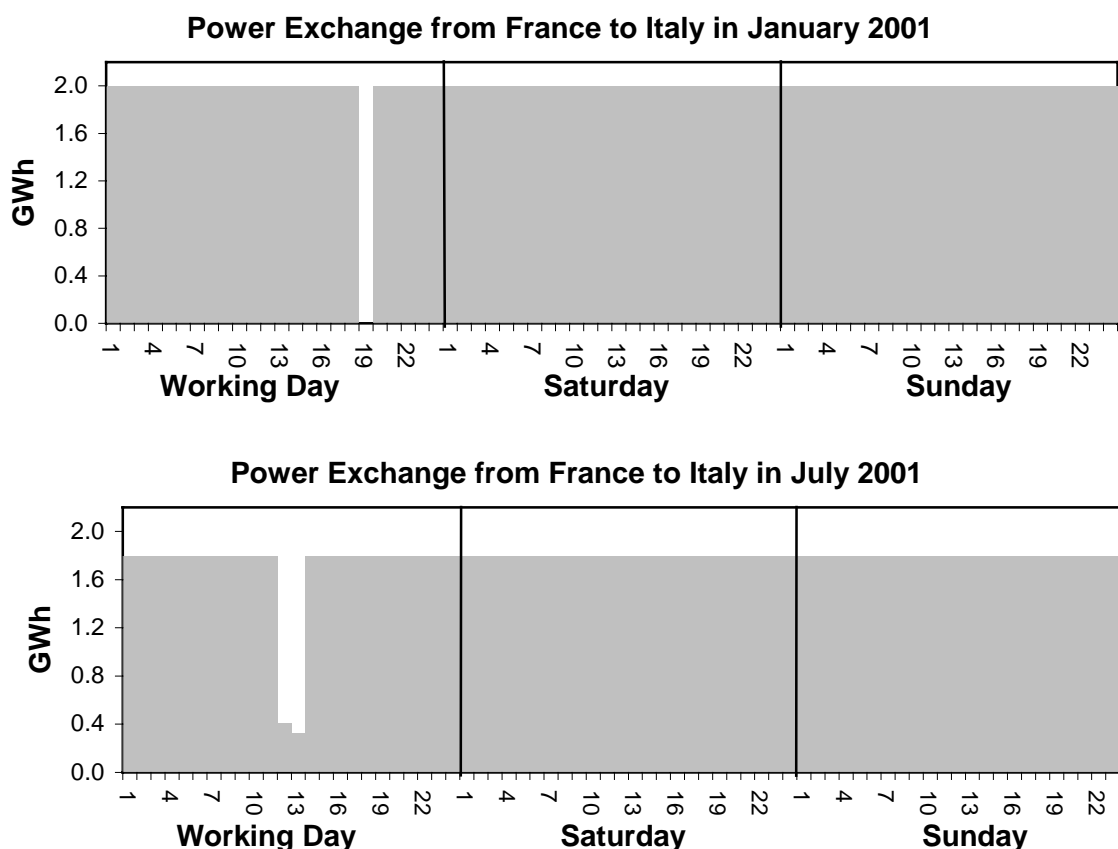 Power Exchange from France to Italy in January 2001
2.0
1.6
1.2
0.8
0.4
0.0
GWh
1 4 7 10 13 16 19 22 1 4 7 10 13 16 19 22 1 4 7 10 13 16 19 22
Working Day Saturday Sunday
Power Exchange from France to Italy in July 2001
2.0
1.6
1.2
0.8
0.4
0.0
GWh
1 4 7 10 13 16 19 22 1 4 7 10 13 16 19 22 1 4 7 10 13 16 19 22
Working Day Saturday Sunday